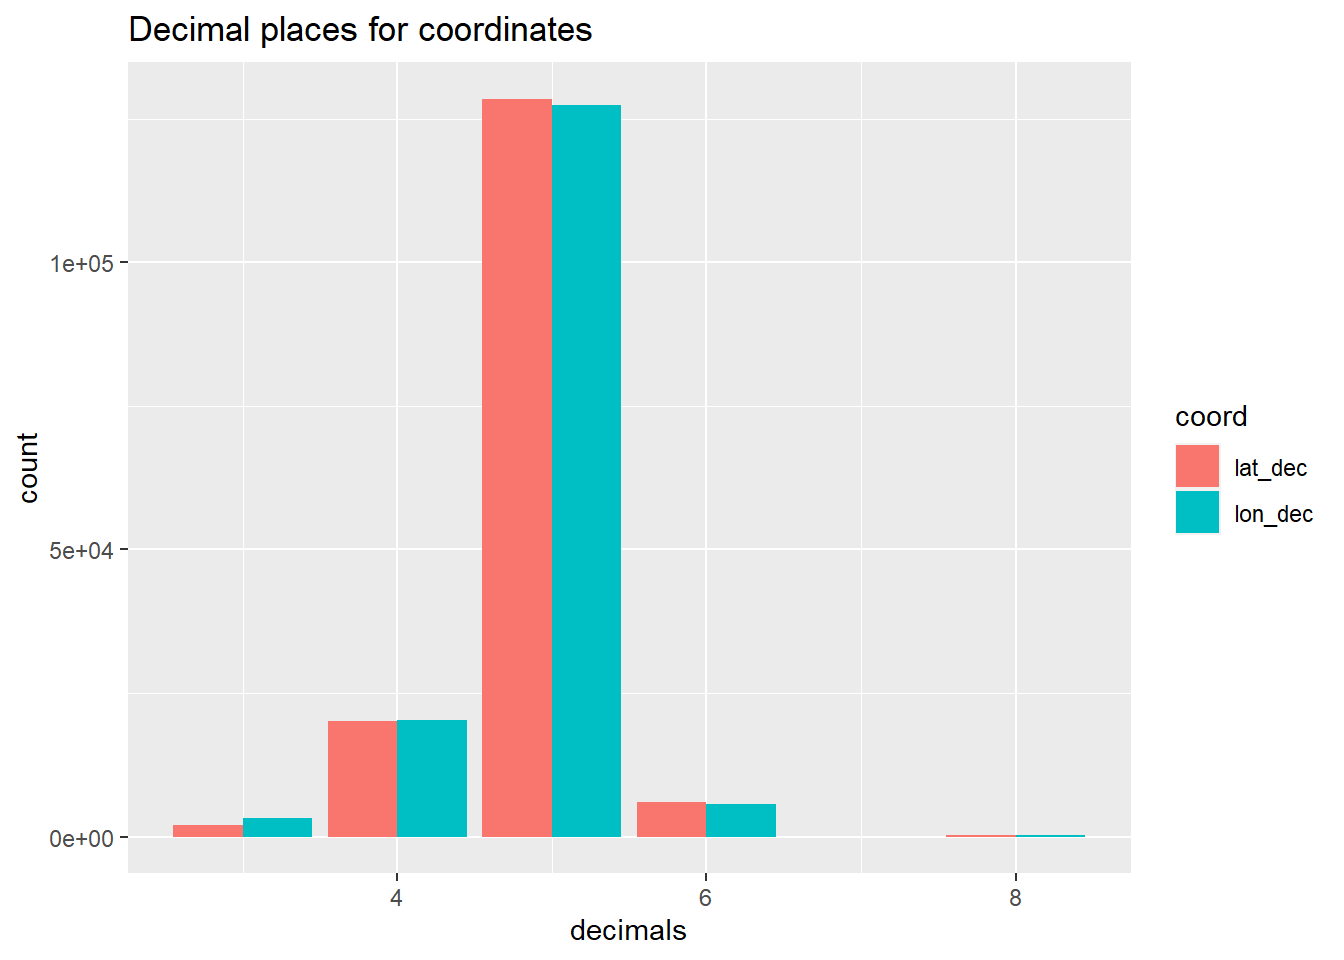 Decimal places for coordinates
count
1e+05
5e+04
0e+00
4 6 8
decimals
coord
lat_dec
lon_dec